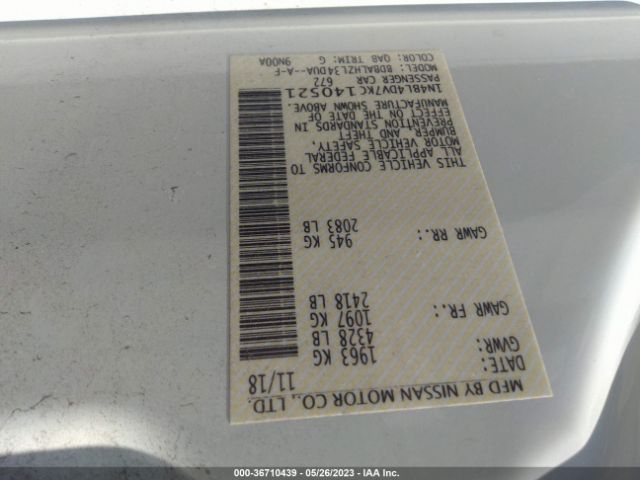 MFD BY NISSAN MOTOR CO., LTD.
DATE: 11/18
GVWR: 1963 KG
4328 LB
GAWR FR.: 1097 KG
2418 LB
GAWR RR.: 945 KG
2083 LB
THIS VEHICLE CONFORMS TO
ALL APPLICABLE FEDERAL
MOTOR VEHICLE SAFETY,
BUMPER, AND THEFT
PREVENTION STANDARDS IN
EFFECT ON THE DATE OF
MANUFACTURE SHOWN ABOVE.
1N4BL4DV7KC140521
PASSENGER CAR 672
MODEL: BDBALHZL34DUA--A-F
COLOR: QAB TRIM: G 9N00A
000-36710439 - 05/26/2023 - IAA Inc.